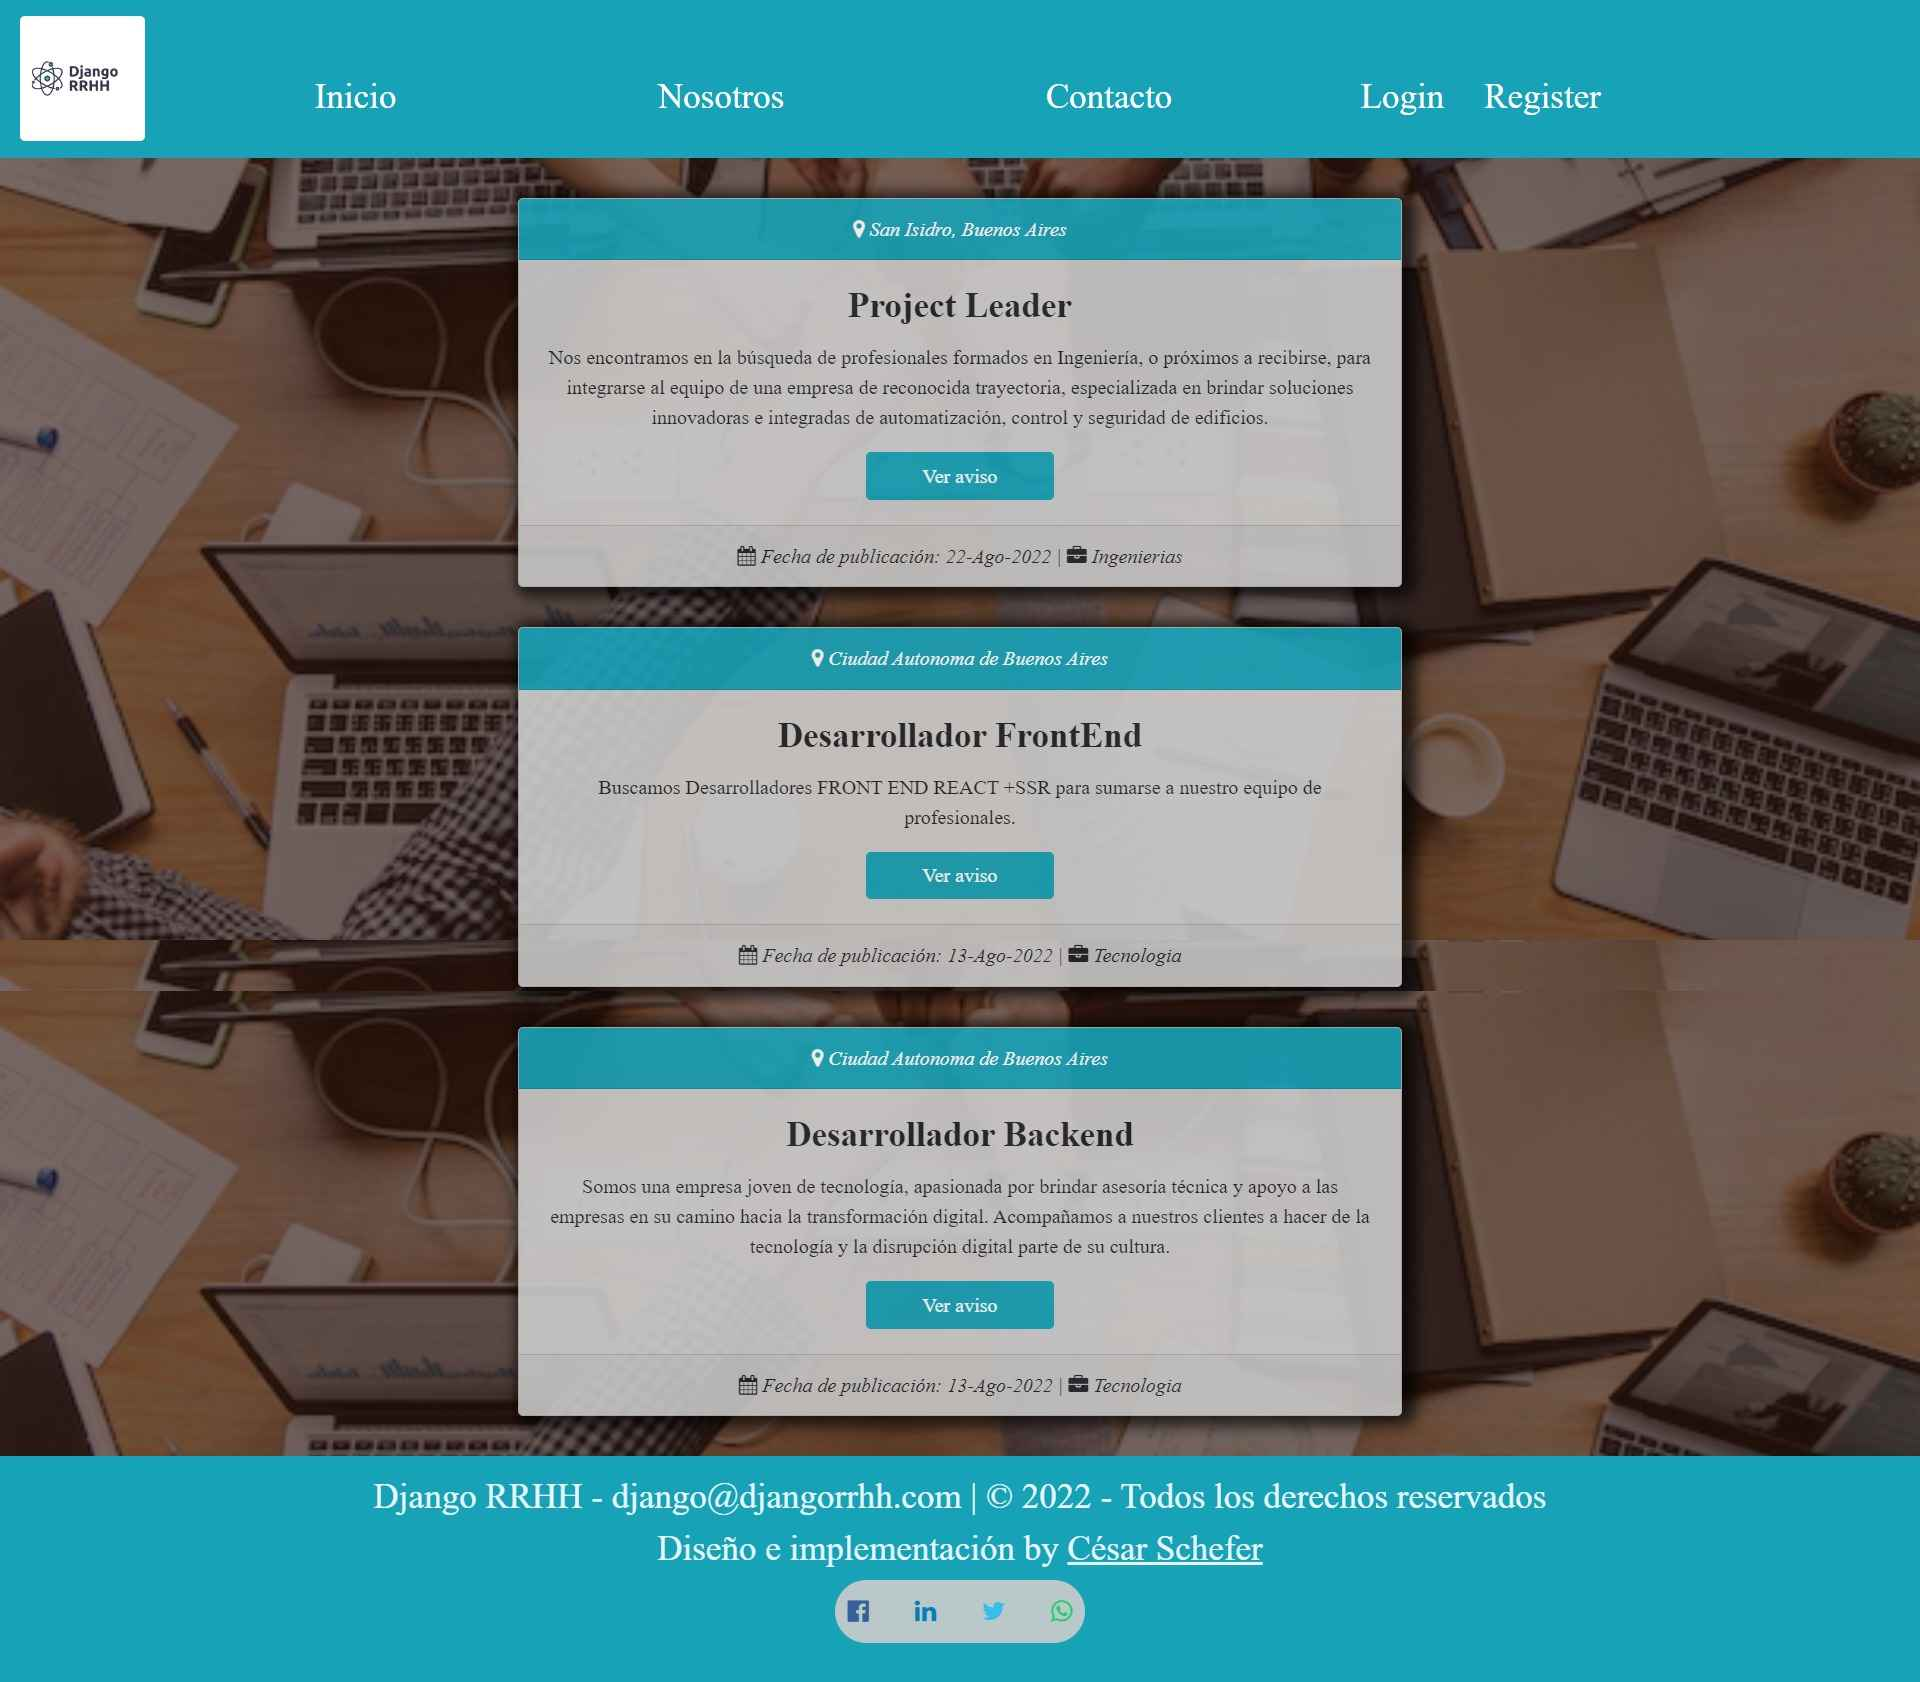 Django
RRHH
Inicio
Nosotros
Contacto
Login
Register
San Isidro, Buenos Aires
Project Leader
Nos encontramos en la búsqueda de profesionales formados en Ingeniería, o próximos a recibirse, para
integrarse al equipo de una empresa de reconocida trayectoria, especializada en brindar soluciones
innovadoras e integradas de automatización, control y seguridad de edificios.
Ver aviso
Fecha de publicación: 22-Ago-2022 | Ingenierias
Ciudad Autonoma de Buenos Aires
Desarrollador FrontEnd
Buscamos Desarrolladores FRONT END REACT +SSR para sumarse a nuestro equipo de
profesionales.
Ver aviso
Fecha de publicación: 13-Ago-2022 | Tecnologia
Ciudad Autonoma de Buenos Aires
Desarrollador Backend
Somos una empresa joven de tecnología, apasionada por brindar asesoría técnica y apoyo a las
empresas en su camino hacia la transformación digital. Acompañamos a nuestros clientes a hacer de la
tecnología y la disrupción digital parte de su cultura.
Ver aviso
Fecha de publicación: 13-Ago-2022 | Tecnologia
Django RRHH - django@djangorrhh.com | © 2022 - Todos los derechos reservados
Diseño e implementación by César Schefer